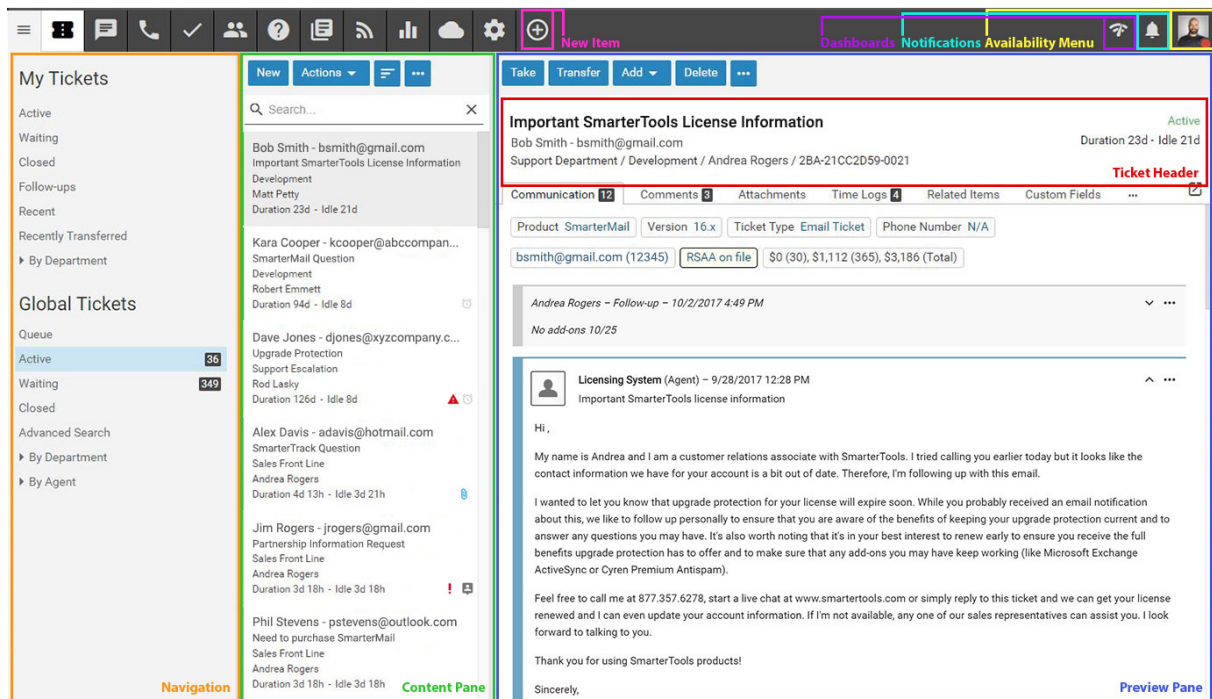 New Item
Dashboards
Notifications
Availability Menu
My Tickets
Active
Waiting
Closed
Follow-ups
Recent
Recently Transferred
By Department
Global Tickets
Queue
Active 36
Waiting 349
Closed
Advanced Search
By Department
By Agent
Navigation
New Actions
Search...
Bob Smith - bsmith@gmail.com
Important SmarterTools License Information
Development
Matt Petty
Duration 23d - Idle 21d
Kara Cooper - kcooper@abccompan...
SmarterMail Question
Development
Robert Emmett
Duration 94d - Idle 8d
Dave Jones - djones@xyzcompany.c...
Upgrade Protection
Support Escalation
Rod Lasky
Duration 126d - Idle 8d
Alex Davis - adavis@hotmail.com
SmarterTrack Question
Sales Front Line
Andrea Rogers
Duration 4d 13h - Idle 3d 21h
Jim Rogers - jrogers@gmail.com
Partnership Information Request
Sales Front Line
Andrea Rogers
Duration 3d 18h - Idle 3d 18h
Phil Stevens - pstevens@outlook.com
Need to purchase SmarterMail
Sales Front Line
Andrea Rogers
Duration 3d 18h - Idle 3d 18h
Content Pane
Take Transfer Add Delete
Important SmarterTools License Information
Active
Bob Smith - bsmith@gmail.com
Duration 23d - Idle 21d
Support Department / Development / Andrea Rogers / 2BA-21CC2D59-0021
Ticket Header
Communication 12 Comments 3 Attachments Time Logs 4 Related Items Custom Fields ...
Product SmarterMail Version 16.x Ticket Type Email Ticket Phone Number N/A
bsmith@gmail.com (12345) RSAA on file $0 (30), $1,112 (365), $3,186 (Total)
Andrea Rogers – Follow-up – 10/2/2017 4:49 PM
No add-ons 10/25
Licensing System (Agent) – 9/28/2017 12:28 PM
Important SmarterTools license information
Hi ,
My name is Andrea and I am a customer relations associate with SmarterTools. I tried calling you earlier today but it looks like the
contact information we have for your account is a bit out of date. Therefore, I'm following up with this email.
I wanted to let you know that upgrade protection for your license will expire soon. While you probably received an email notification
about this, we like to follow up personally to ensure that you are aware of the benefits of keeping your upgrade protection current and to
answer any questions you may have. It's also worth noting that it's in your best interest to renew early to ensure you receive the full
benefits upgrade protection has to offer and to make sure that any add-ons you may have keep working (like Microsoft Exchange
ActiveSync or Cyren Premium Antispam).
Feel free to call me at 877.357.6278, start a live chat at www.smartertools.com or simply reply to this ticket and we can get your license
renewed and I can even update your account information. If I'm not available, any one of our sales representatives can assist you. I look
forward to talking to you.
Thank you for using SmarterTools products!
Sincerely,
Preview Pane